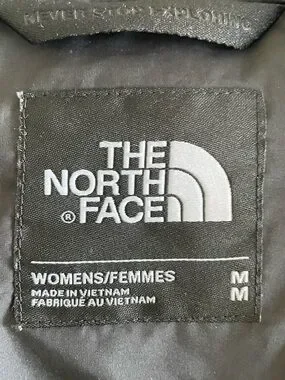 NEVER STOP EXPLORING
THE
NORTH
® FACE
WOMENS/FEMMES M
MADE IN VIETNAM M
FABRIQUÉ AU VIETNAM